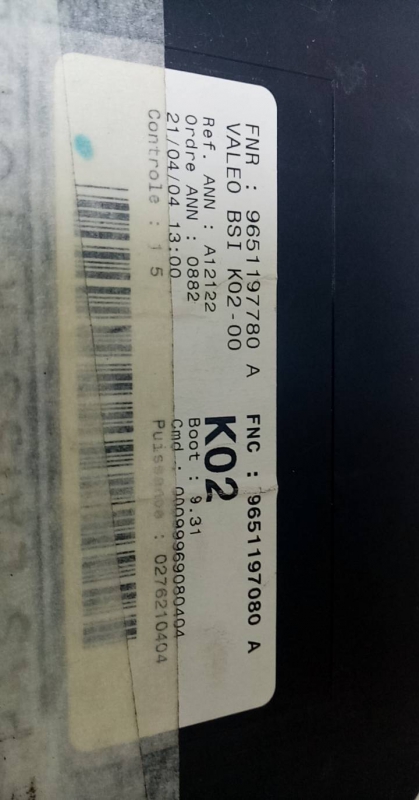 FNR : 9651197780 A FNC : 9651197080 A
VALEO BSI K02-00 K02
Ref. ANN : A12122
Ordre ANN : 0882 Boot : 9.31
21/04/04 13:00 Cmd : 00099969080404
Controle : 1 5 Puissance : 0276210404